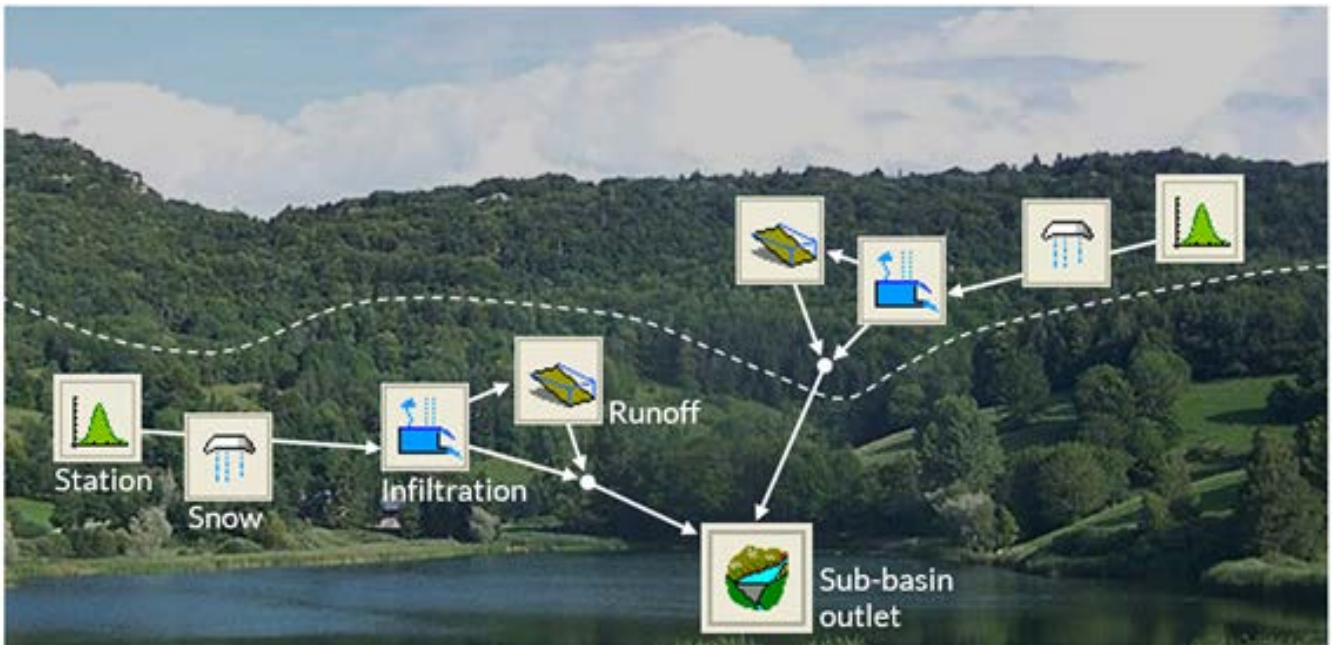 Station
Snow
Infiltration
Runoff
Sub-basin
outlet